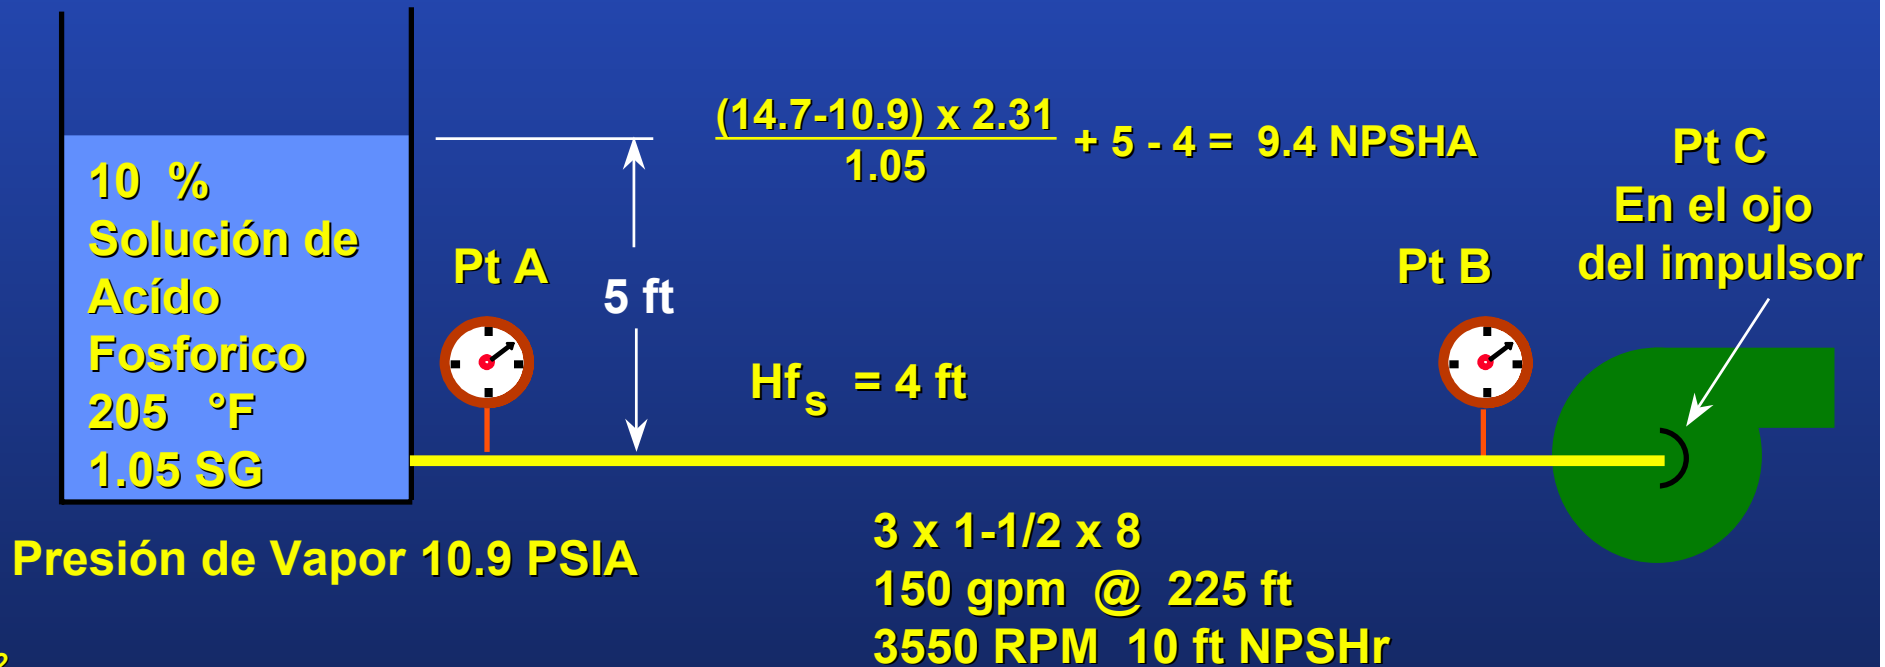 (14.7-10.9) x 2.31
1.05
+ 5 - 4 = 9.4 NPSHA
10 %
Solución de
Acído
Fosforico
205 °F
1.05 SG
Pt A
5 ft
Hfs = 4 ft
Pt B
Pt C
En el ojo
del impulsor
Presión de Vapor 10.9 PSIA
3 x 1-1/2 x 8
150 gpm @ 225 ft
3550 RPM 10 ft NPSHr